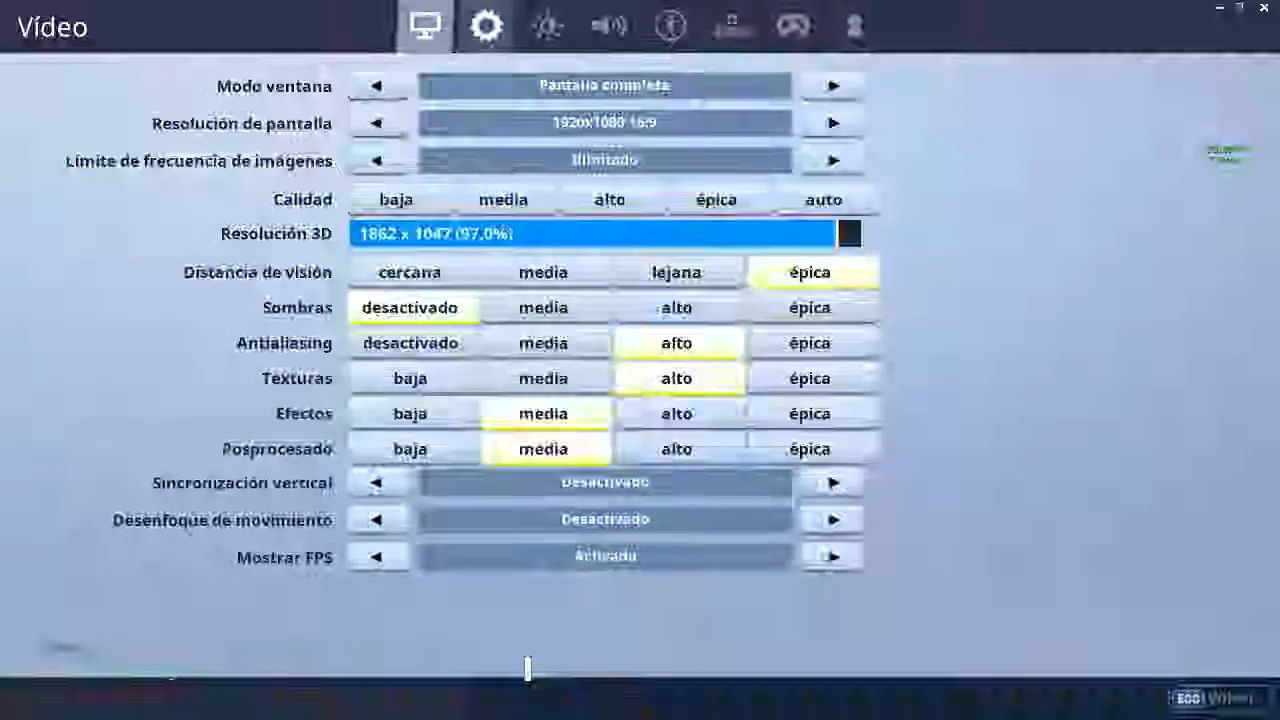 Vídeo
Modo ventana Pantalla completa
Resolución de pantalla 1920x1080 16:9
Límite de frecuencia de imágenes Ilimitado
Calidad baja media alto épica auto
Resolución 3D 1862 x 1047 (97.0%)
Distancia de visión cercana media lejana épica
Sombras desactivado media alto épica
Antialiasing desactivado media alto épica
Texturas baja media alto épica
Efectos baja media alto épica
Posprocesado baja media alto épica
Sincronización vertical Desactivado
Desenfoque de movimiento Desactivado
Mostrar FPS Activado